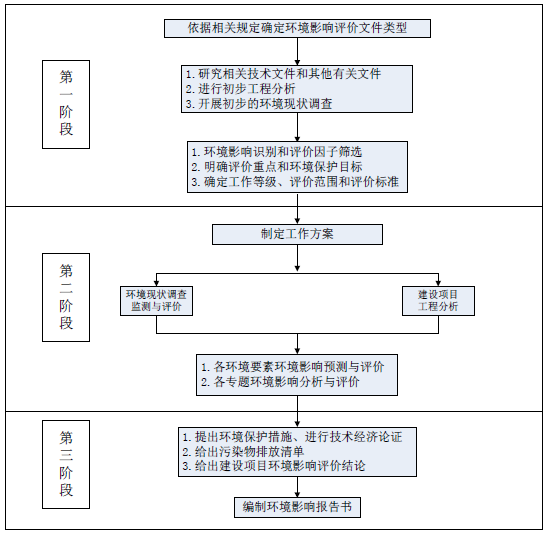 依据相关规定确定环境影响评价文件类型
第一阶段
1.研究相关技术文件和其他有关文件
2.进行初步工程分析
3.开展初步的环境现状调查
1.环境影响识别和评价因子筛选
2.明确评价重点和环境保护目标
3.确定工作等级、评价范围和评价标准
第二阶段
制定工作方案
环境现状调查
监测与评价
建设项目
工程分析
1.各环境要素环境影响预测与评价
2.各专题环境影响分析与评价
第三阶段
1.提出环境保护措施、进行技术经济论证
2.给出污染物排放清单
3.给出建设项目环境影响评价结论
编制环境影响报告书